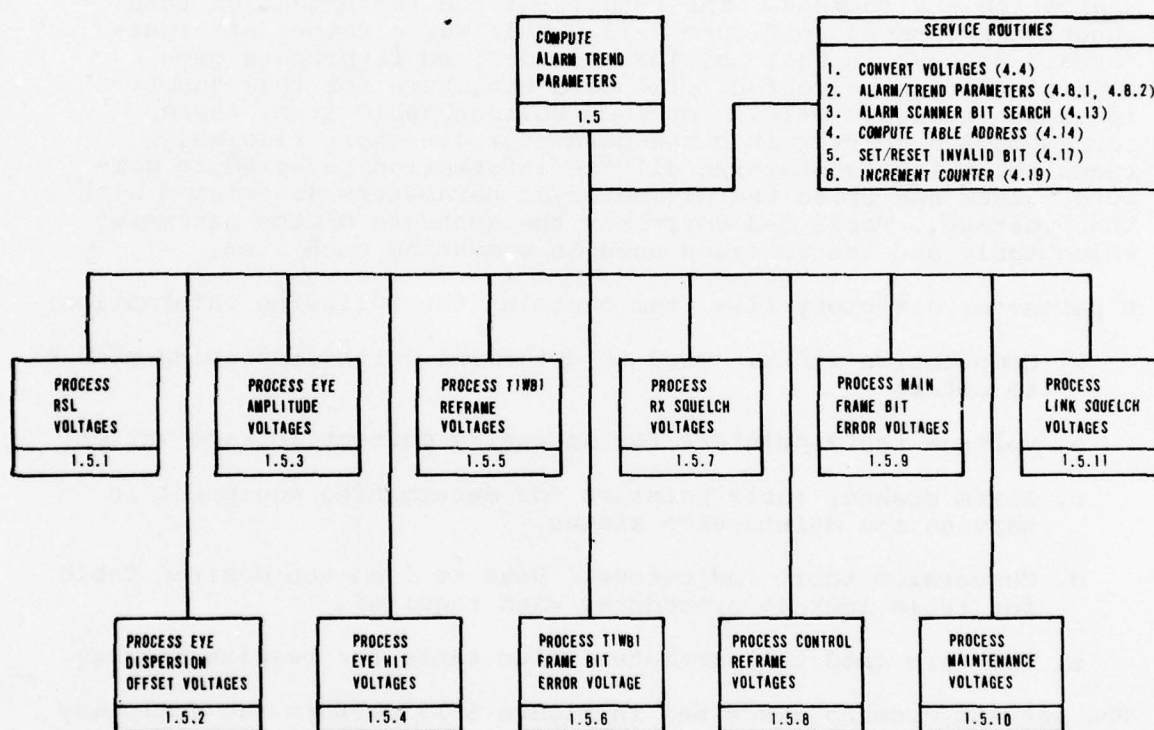 COMPUTE
ALARM TREND
PARAMETERS
1.5
SERVICE ROUTINES
1. CONVERT VOLTAGES (4.4)
2. ALARM/TREND PARAMETERS (4.8.1, 4.8.2)
3. ALARM SCANNER BIT SEARCH (4.13)
4. COMPUTE TABLE ADDRESS (4.14)
5. SET/RESET INVALID BIT (4.17)
6. INCREMENT COUNTER (4.19)
PROCESS
RSL
VOLTAGES
1.5.1
PROCESS EYE
AMPLITUDE
VOLTAGES
1.5.3
PROCESS T1WB1
REFRAME
VOLTAGES
1.5.5
PROCESS
RX SQUELCH
VOLTAGES
1.5.7
PROCESS MAIN
FRAME BIT
ERROR VOLTAGES
1.5.9
PROCESS
LINK SQUELCH
VOLTAGES
1.5.11
PROCESS EYE
DISPERSION
OFFSET VOLTAGES
1.5.2
PROCESS
EYE HIT
VOLTAGES
1.5.4
PROCESS T1WB1
FRAME BIT
ERROR VOLTAGE
1.5.6
PROCESS CONTROL
REFRAME
VOLTAGES
1.5.8
PROCESS
MAINTENANCE
VOLTAGES
1.5.10